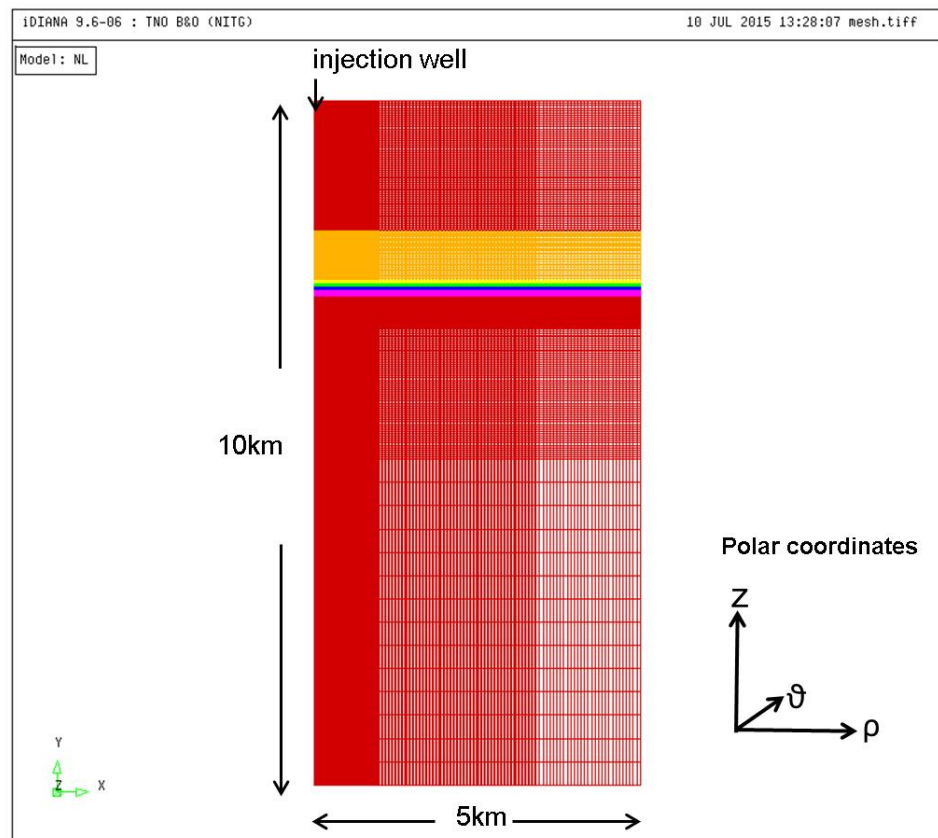 iDIANA 9.6-06 : TNO B&O (NITG) 10 JUL 2015 13:28:07 mesh.tiff
Model: NL
injection well
10km
Polar coordinates
Z
ϑ
ρ
Y
Z X
5km